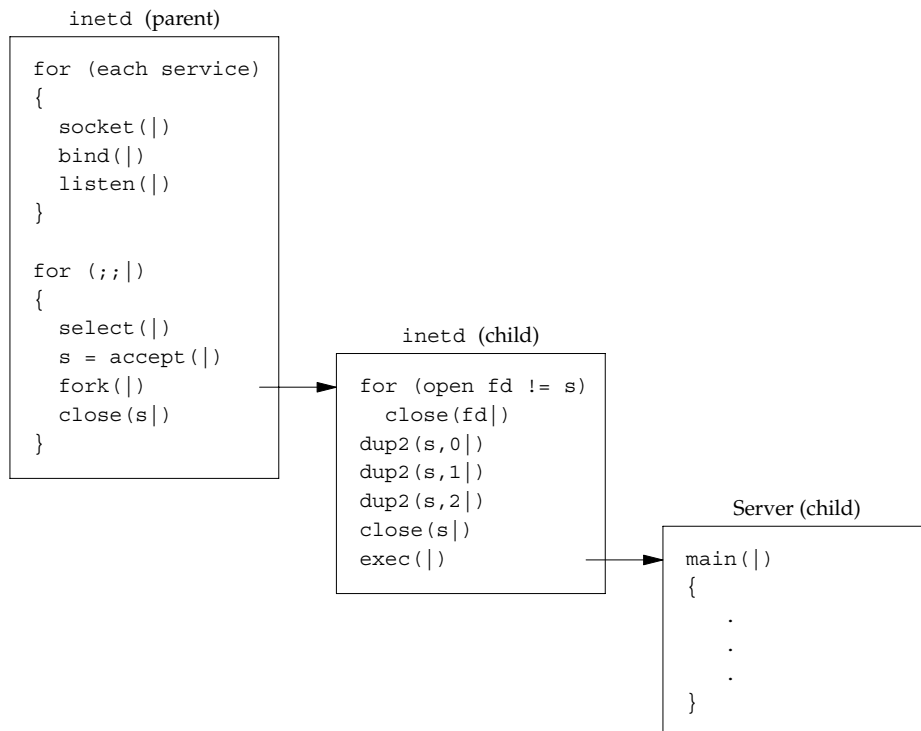 inetd (parent)
for (each service)
{
socket(|)
bind(|)
listen(|)
}
for (;;|)
{
select(|)
s = accept(|)
fork(|)
close(s|)
}
inetd (child)
for (open fd != s)
close(fd|)
dup2(s,0|)
dup2(s,1|)
dup2(s,2|)
close(s|)
exec(|)
Server (child)
main(|)
{
.
.
.
}